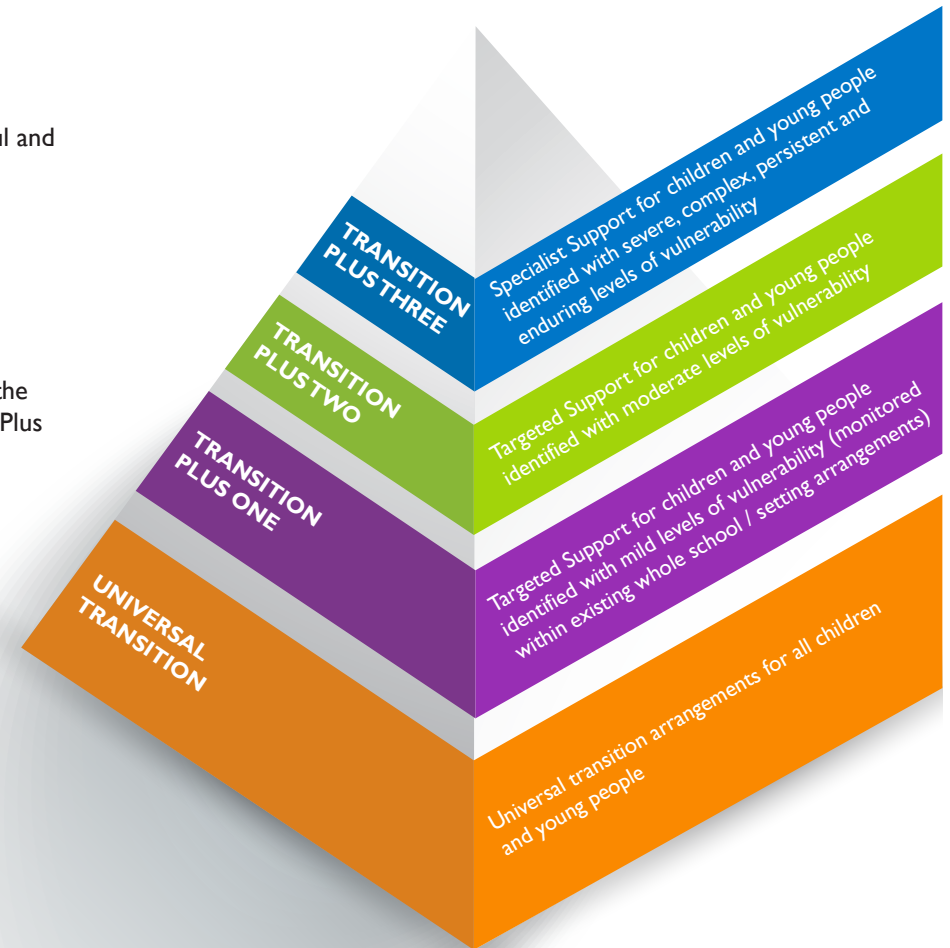 ul and
the
Plus
TRANSITION
PLUS THREE
Specialist Support for children and young people
identified with severe, complex, persistent and
enduring levels of vulnerability
TRANSITION
PLUS TWO
Targeted Support for children and young people
identified with moderate levels of vulnerability
TRANSITION
PLUS ONE
Targeted Support for children and young people
identified with mild levels of vulnerability (monitored
within existing whole school / setting arrangements)
UNIVERSAL
TRANSITION
Universal transition arrangements for all children
and young people